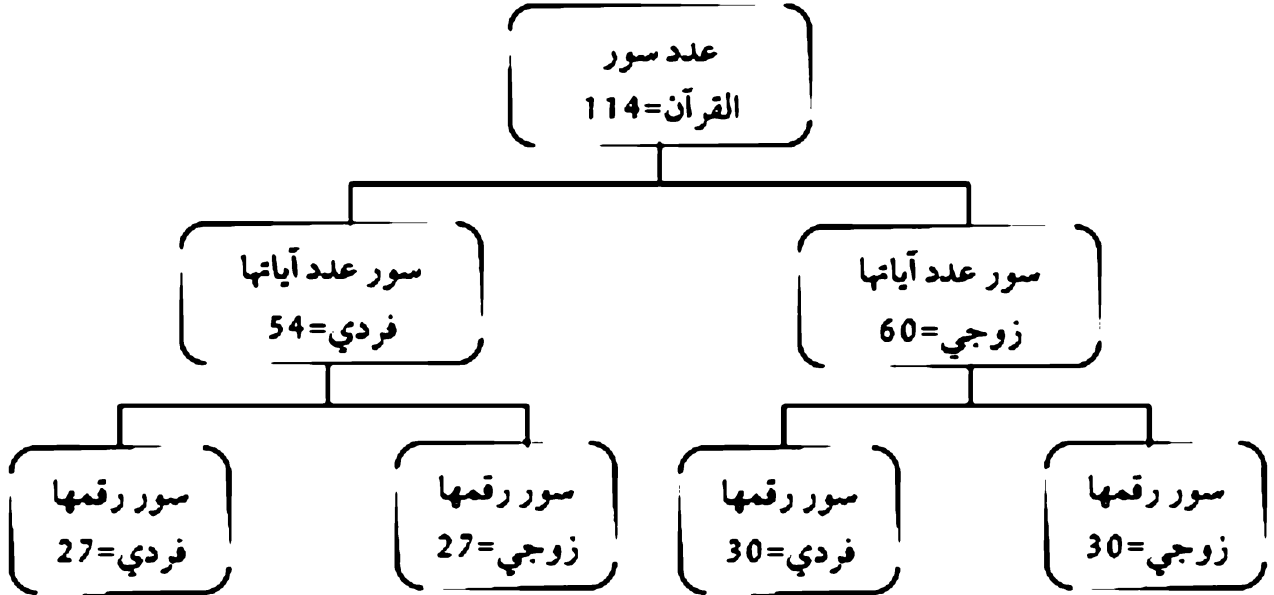 عدد سور
القرآن=114
سور عدد آياتها
زوجي=60
سور عدد آياتها
فردي=54
سور رقمها
زوجي=30
سور رقمها
فردي=30
سور رقمها
زوجي=27
سور رقمها
فردي=27